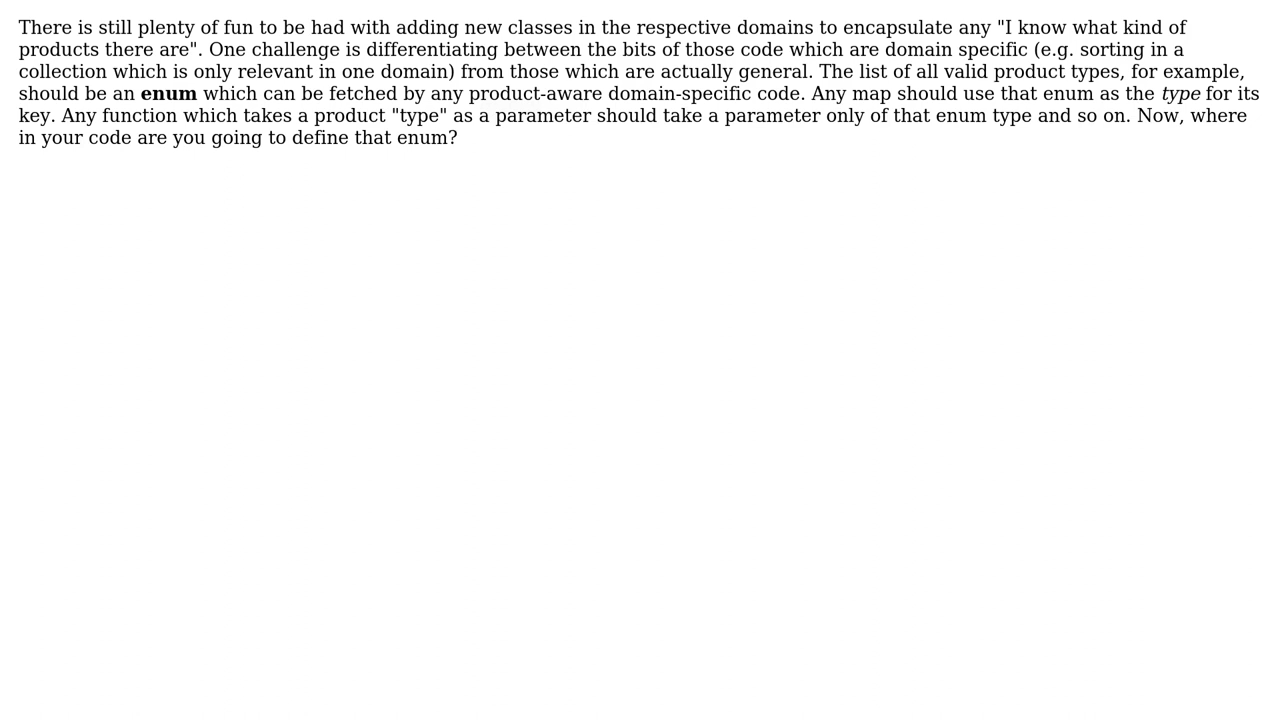 There is still plenty of fun to be had with adding new classes in the respective domains to encapsulate any "I know what kind of
products there are". One challenge is differentiating between the bits of those code which are domain specific (e.g. sorting in a
collection which is only relevant in one domain) from those which are actually general. The list of all valid product types, for example,
should be an enum which can be fetched by any product-aware domain-specific code. Any map should use that enum as the type for its
key. Any function which takes a product "type" as a parameter should take a parameter only of that enum type and so on. Now, where
in your code are you going to define that enum?